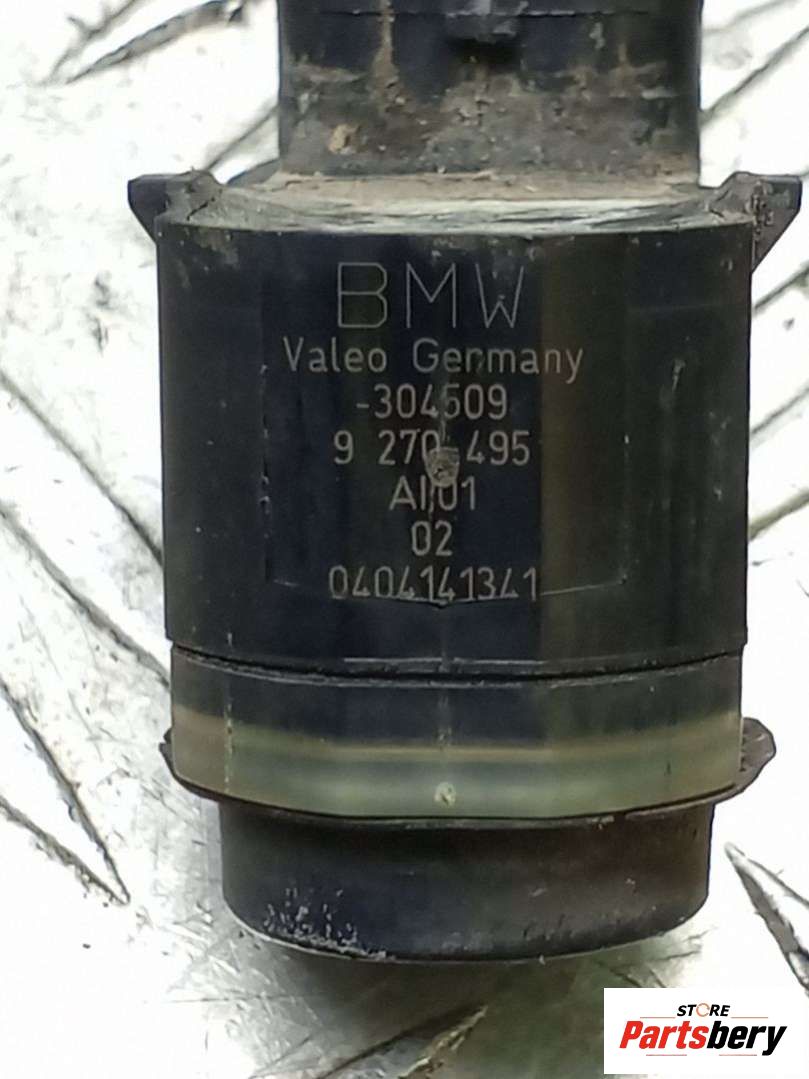 BMW
Valeo Germany
-304509
9 270 495
AI01
02
0404141341
STORE
Partsbery